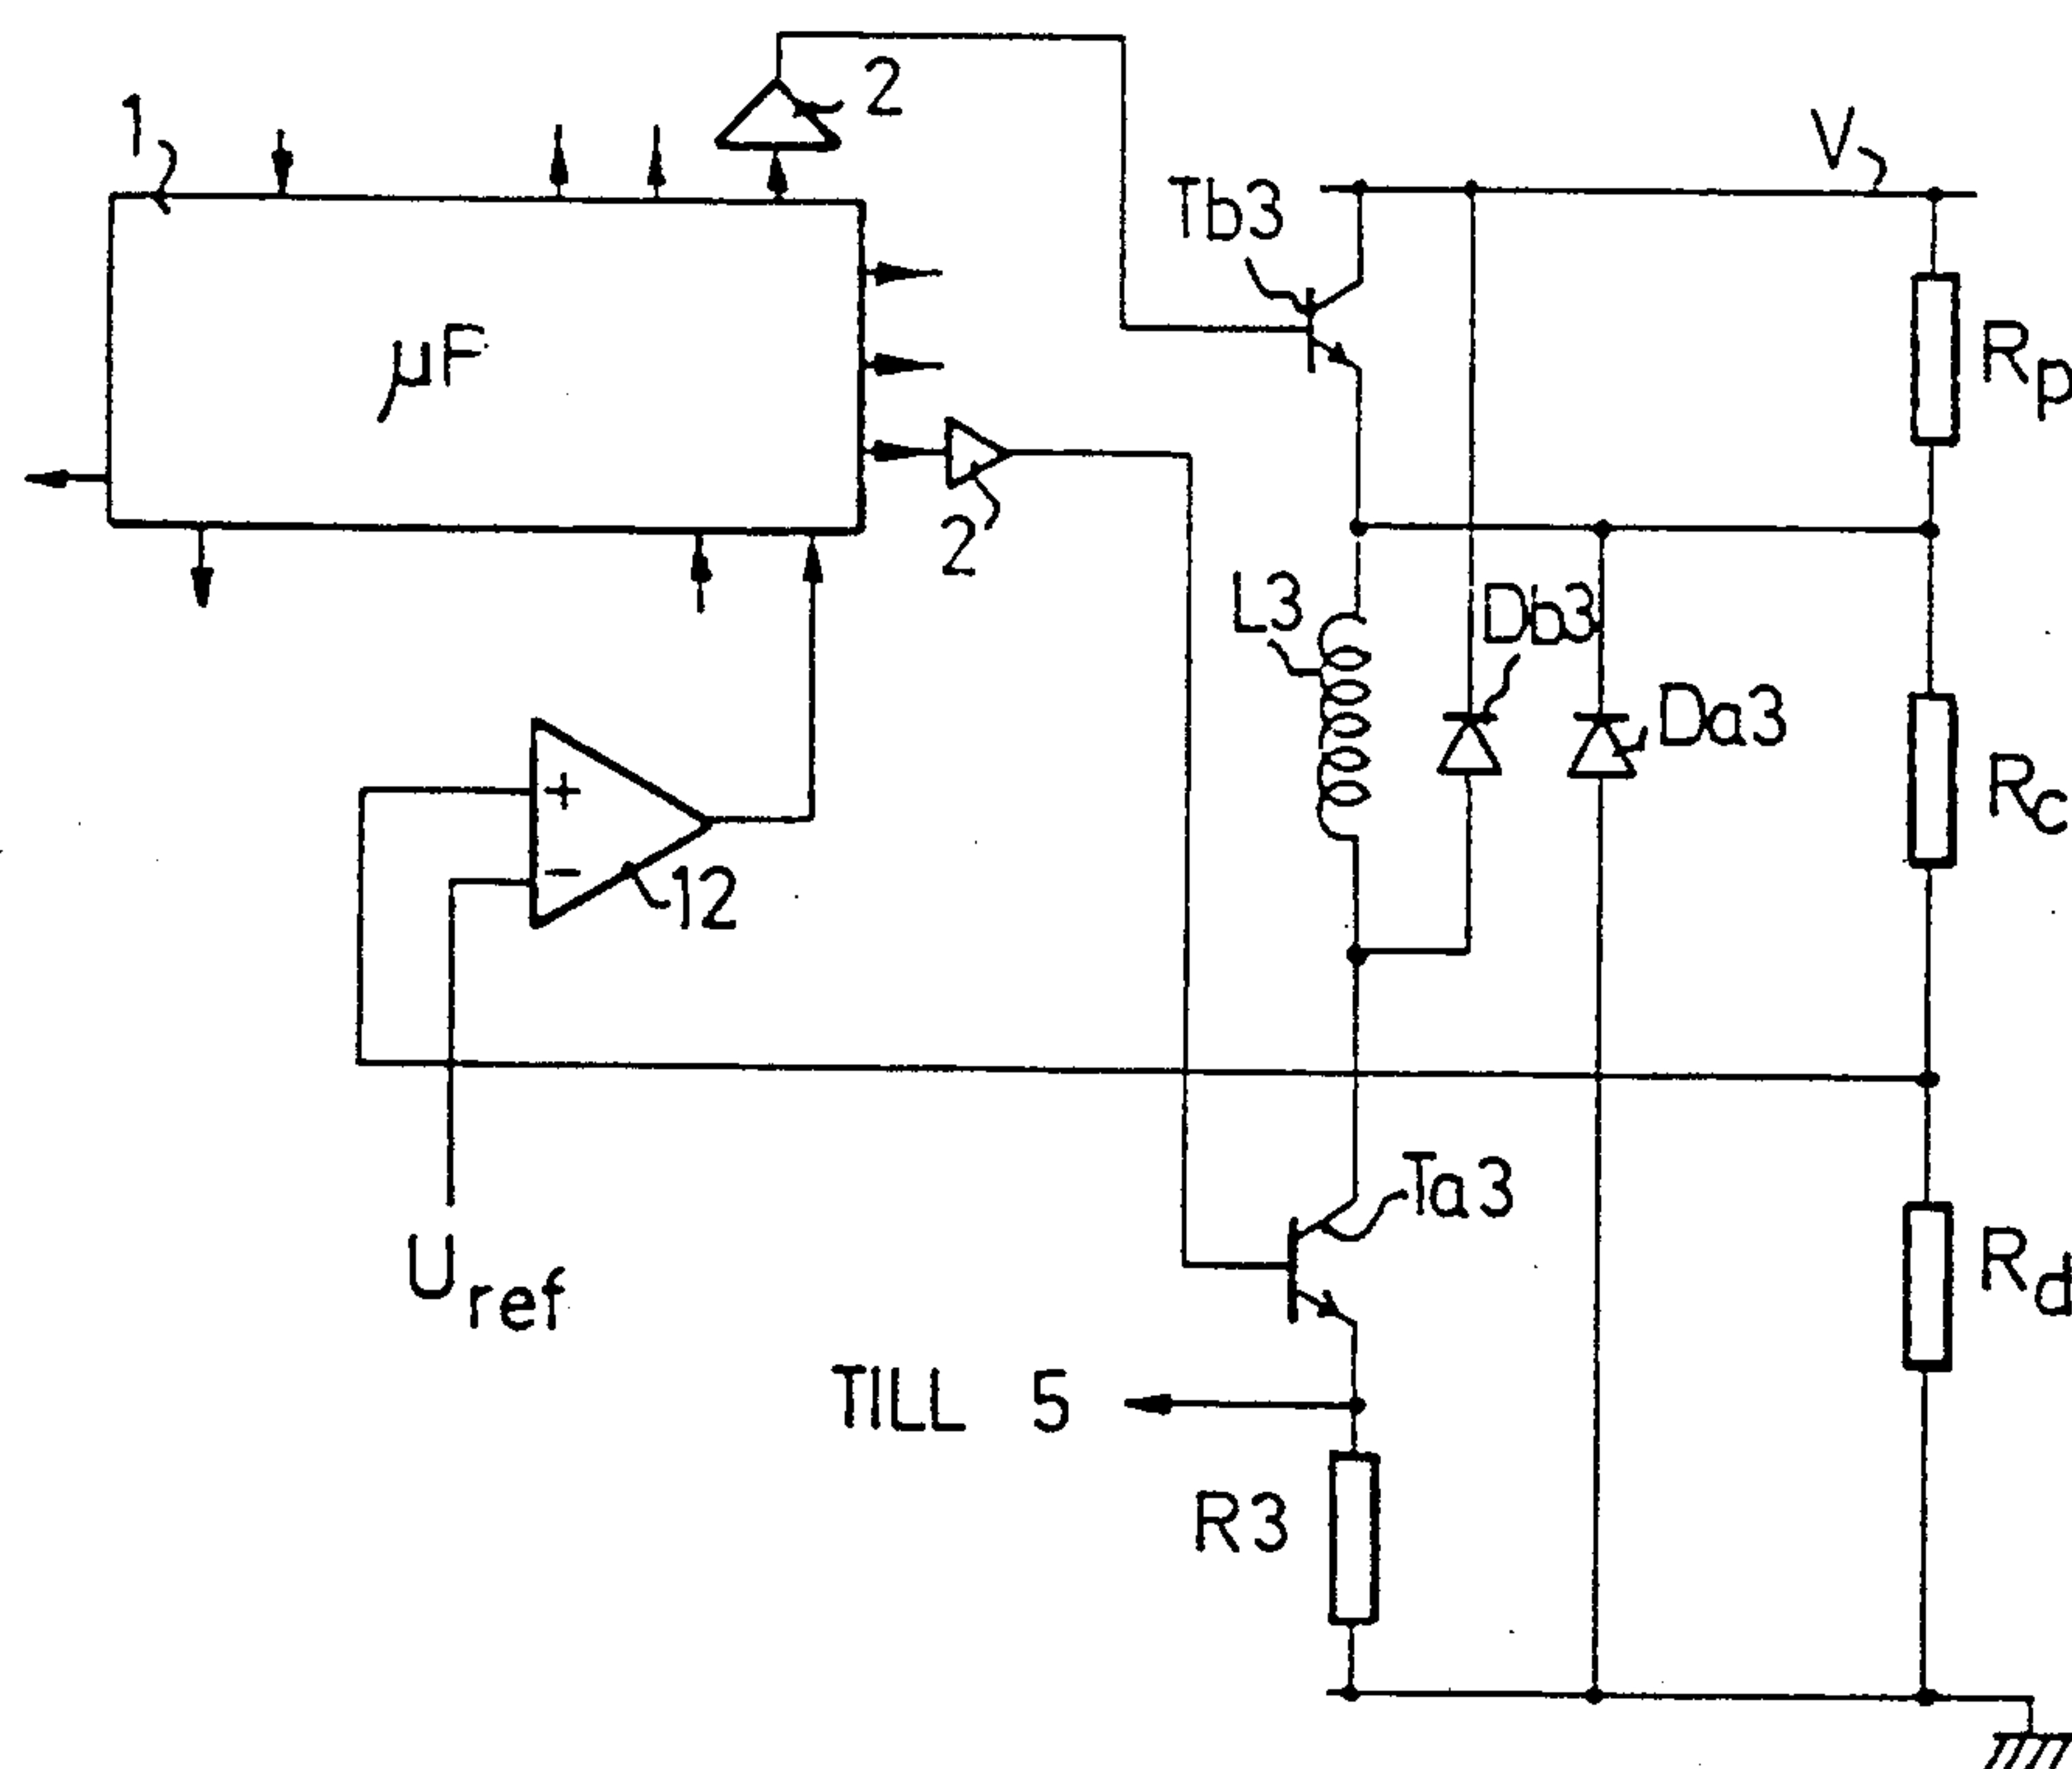 2
1
V
Tb3
µF
Rp
2
L3
Db3
Da3
Rc
+
−
12
Uref
Ta3
Rd
TILL 5
R3